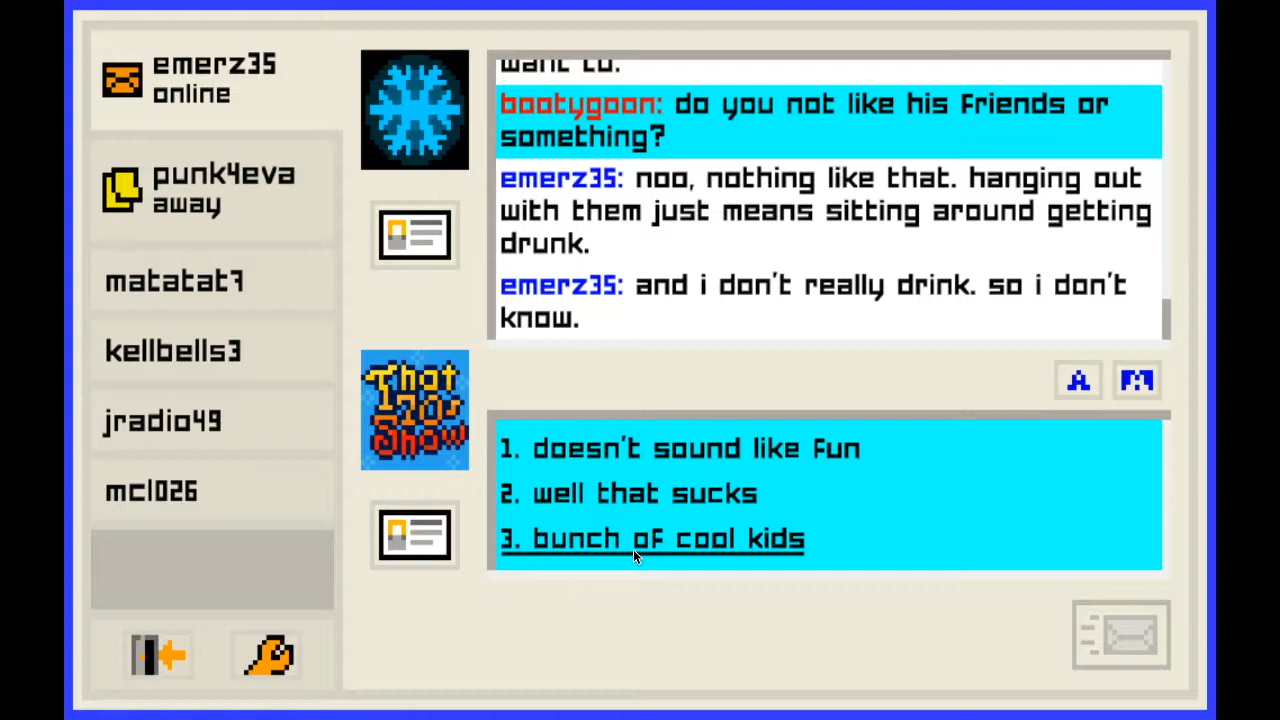 emerz35
online
punk4eva
away
matatat7
kellbells3
jradio49
mcl026
want to.
bootygoon: do you not like his friends or
something?
emerz35: noo, nothing like that. hanging out
with them just means sitting around getting
drunk.
emerz35: and i don't really drink. so i don't
know.
That
70s
Show
A
1. doesn't sound like fun
2. well that sucks
3. bunch of cool kids